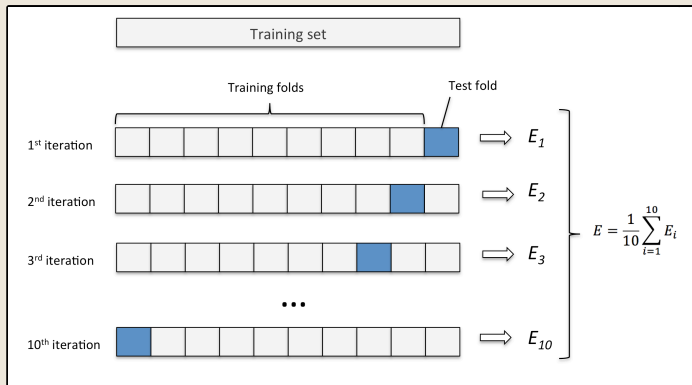 Training set
Training folds
Test fold
1st iteration
E1
2nd iteration
E2
3rd iteration
E3
E = 1/10 ∑ i=1 10 Ei
...
10th iteration
E10